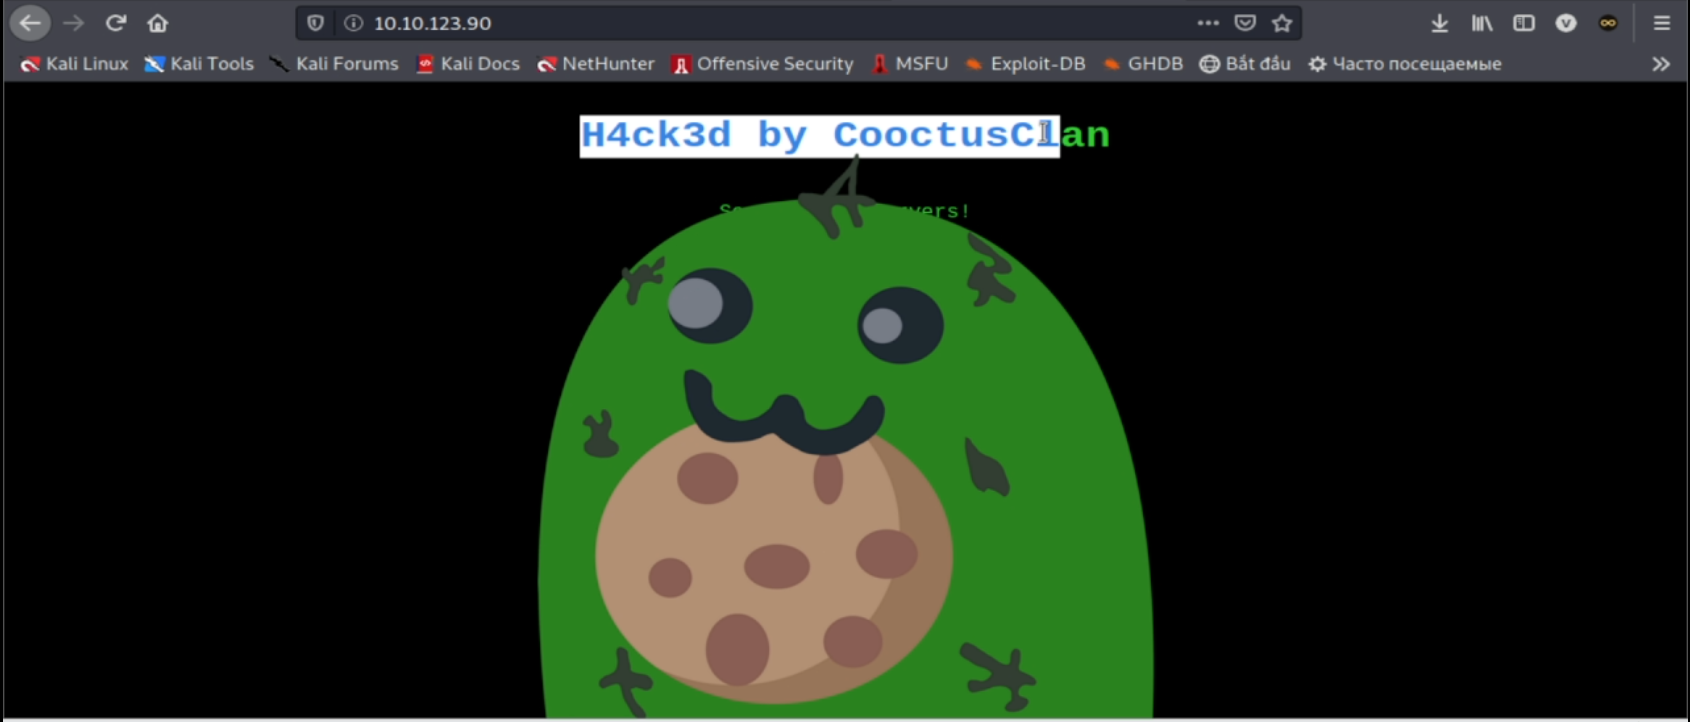 10.10.123.90
Kali Linux Kali Tools Kali Forums Kali Docs NetHunter Offensive Security MSFU Exploit-DB GHDB Bắt đầu Часто посещаемые
H4ck3d by CooctusClan